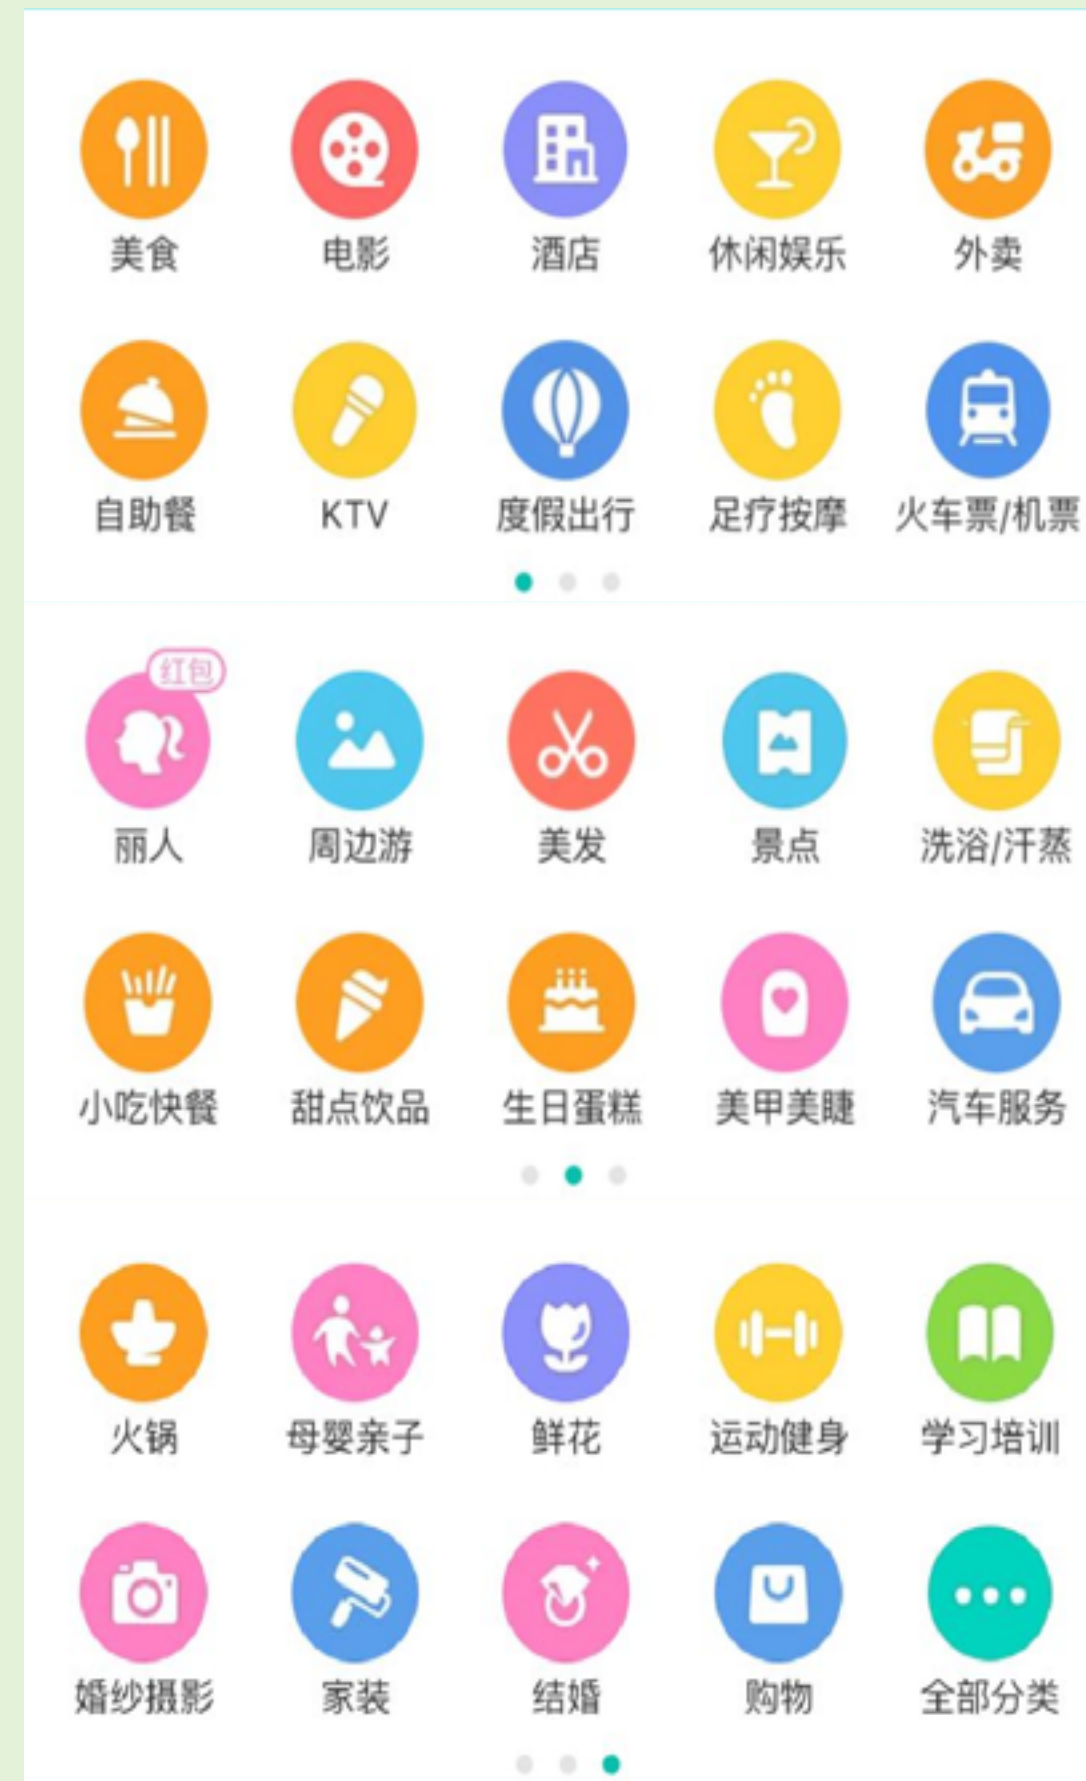 美食 电影 酒店 休闲娱乐 外卖
自助餐 KTV 度假出行 足疗按摩 火车票/机票
红包
丽人 周边游 美发 景点 洗浴/汗蒸
小吃快餐 甜点饮品 生日蛋糕 美甲美睫 汽车服务
火锅 母婴亲子 鲜花 运动健身 学习培训
婚纱摄影 家装 结婚 购物 全部分类